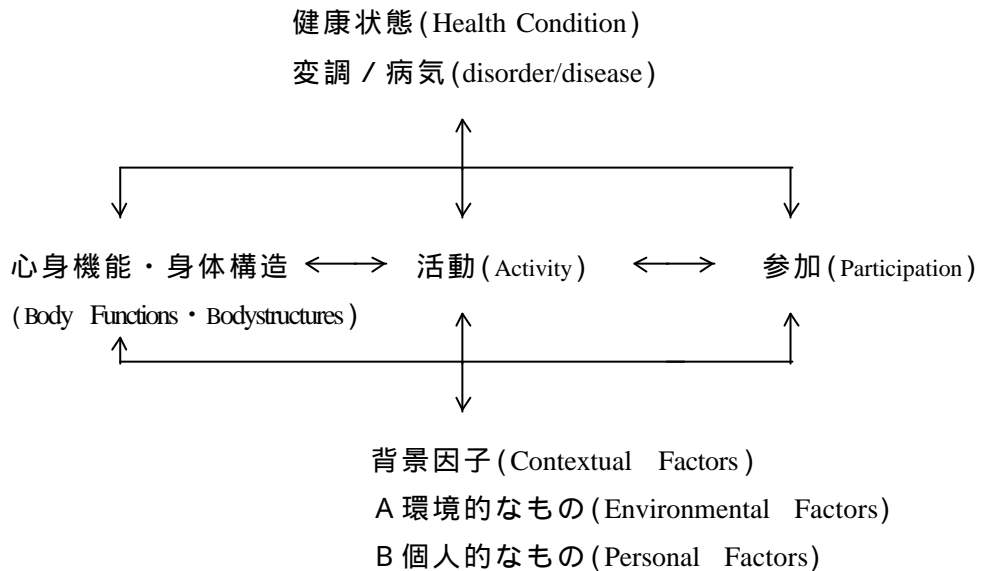 健康状態(Health Condition)
変調/病気(disorder/disease)
心身機能・身体構造 活動(Activity) 参加(Participation)
(Body Functions・Bodystructures)
背景因子(Contextual Factors)
A環境的なもの(Environmental Factors)
B個人的なもの(Personal Factors)